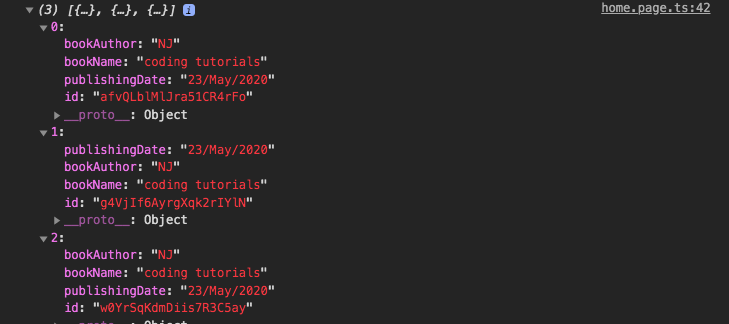 (3) [{…}, {…}, {…}] i home.page.ts:42
0:
bookAuthor: "NJ"
bookName: "coding tutorials"
publishingDate: "23/May/2020"
id: "afvQLblMlJra51CR4rFo"
__proto__: Object
1:
publishingDate: "23/May/2020"
bookAuthor: "NJ"
bookName: "coding tutorials"
id: "g4VjIf6AyrgXqk2rIYlN"
__proto__: Object
2:
bookAuthor: "NJ"
bookName: "coding tutorials"
publishingDate: "23/May/2020"
id: "w0YrSqKdmDiis7R3C5ay"
__proto__: Object